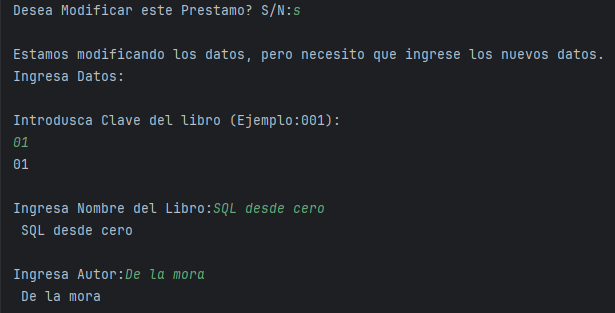 Desea Modificar este Prestamo? S/N:s
Estamos modificando los datos, pero necesito que ingrese los nuevos datos.
Ingresa Datos:
Introdusca Clave del libro (Ejemplo:001):
01
01
Ingresa Nombre del Libro:SQL desde cero
SQL desde cero
Ingresa Autor:De la mora
De la mora